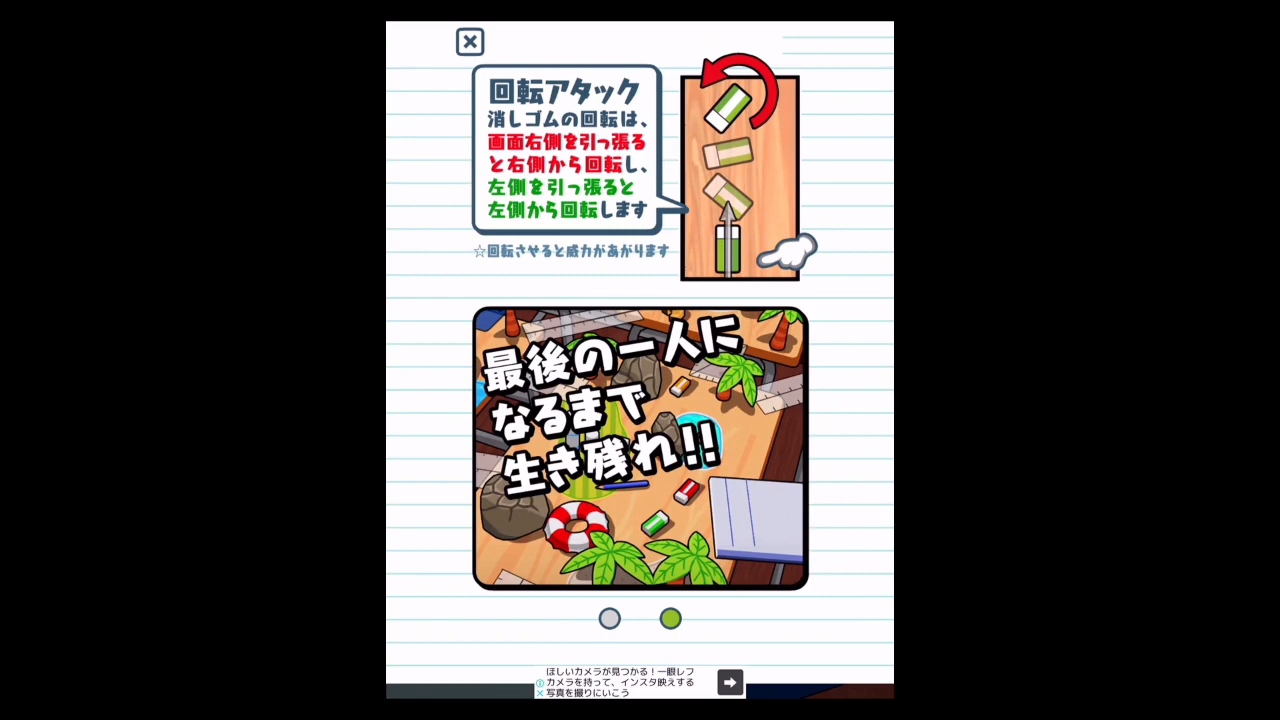 回転アタック
消しゴムの回転は、
画面右側を引っ張る
と右側から回転し、
左側を引っ張ると
左側から回転します
☆回転させると威力があがります
最後の一人に
なるまで
生き残れ!!
ほしいカメラが見つかる！一眼レフ
カメラを持って、インスタ映えする
写真を撮りにいこう